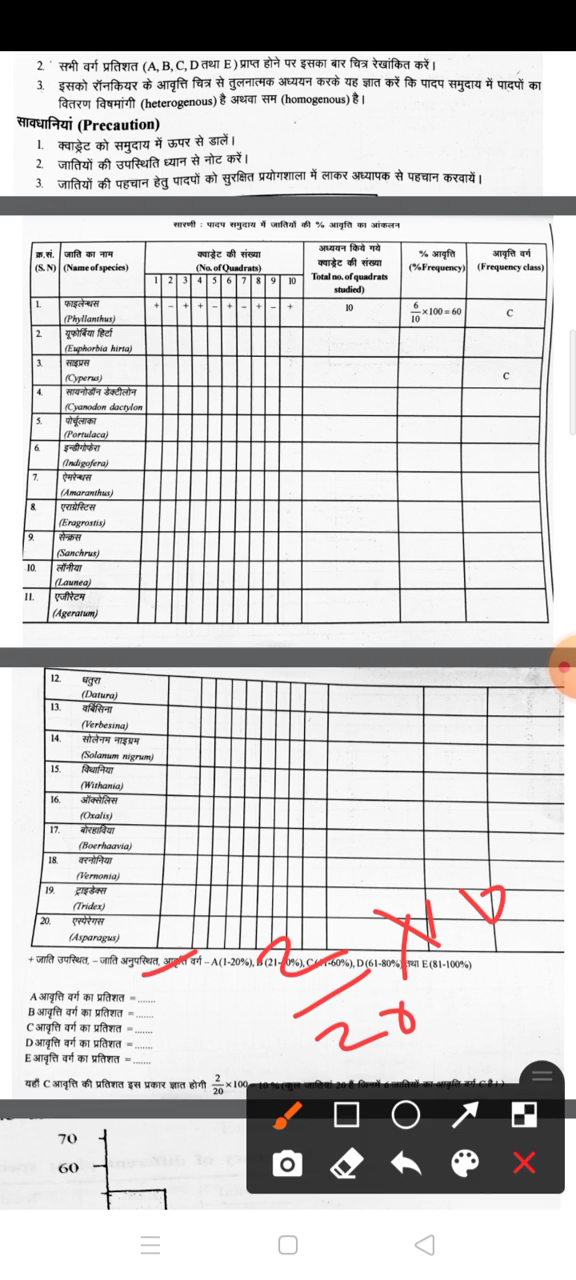 2. सभी वर्ग प्रतिशत (A, B, C, D तथा E) प्राप्त होने पर इसका बार चित्र रेखांकित करें।
3. इसको रॉनकियर के आवृति चित्र से तुलनात्मक अध्ययन करके यह ज्ञात करें कि पादप समुदाय में पादपों का
वितरण विषमांगी (heterogenous) है अथवा सम (homogenous) है।
सावधानियां (Precaution)
1. क्वाड्रेट को समुदाय में ऊपर से डालें।
2. जातियों की उपस्थिति ध्यान से नोट करें।
3. जातियों की पहचान हेतु पादपों को सुरक्षित प्रयोगशाला में लाकर अध्यापक से पहचान करवायें।
सारणी : पादप समुदाय में जातियों की % आवृति का आंकलन
क्र.सं. (S. N) जाति का नाम (Name of species) क्वाड्रेट की संख्या (No. of Quadrats) अध्ययन किये गये क्वाड्रेट की संख्या Total no. of quadrats studied) % आवृति (%Frequency) आवृति वर्ग (Frequency class)
1 2 3 4 5 6 7 8 9 10
1. फाइलेन्थस + − + + − + − + − + 10 6/10 ×100=60 C
(Phyllanthus)
2. यूफोर्बिया हिर्टा
(Euphorbia hirta)
3. साइप्रस
(Cyperus) C
4. सायनोडॉन डेक्टीलोन
(Cyanodon dactylon
5. पोर्चूलाका
(Portulaca)
6. इन्डीगोफेरा
(Indigofera)
7. ऐमरेन्थस
(Amaranthus)
8. एराग्रेस्टिस
(Eragrostis)
9. सेन्क्रस
(Sanchrus)
10. लॉनीया
(Launea)
11. एजीरेटम
(Ageratum)
12. धतुरा
(Datura)
13. वर्बिसिना
(Verbesina)
14. सोलेनम नाइग्रम
(Solanum nigrum)
15. विथानिया
(Withania)
16. ऑक्सेलिस
(Oxalis)
17. बोरहाविया
(Boerhaavia)
18. वरनोनिया
(Vernonia)
19. ट्राइडेक्स
(Tridex)
20. एस्पेरेगस
(Asparagus)
+ जाति उपस्थित, – जाति अनुपस्थित, आवृति वर्ग – A (1-20%), B (21- 0%), C ( -60%), D (61-80%) तथा E (81-100%)
2
20
A आवृति वर्ग का प्रतिशत = .......
B आवृति वर्ग का प्रतिशत = ......
C आवृति वर्ग का प्रतिशत = ......
D आवृति वर्ग का प्रतिशत = ......
E आवृति वर्ग का प्रतिशत = ......
यहाँ C आवृति की प्रतिशत इस प्रकार ज्ञात होगी 2/20 ×100 = 10 % (कुल जातियां 20 हैं जिनमें 6 जातियों का आवृति वर्ग C है।)
70
60